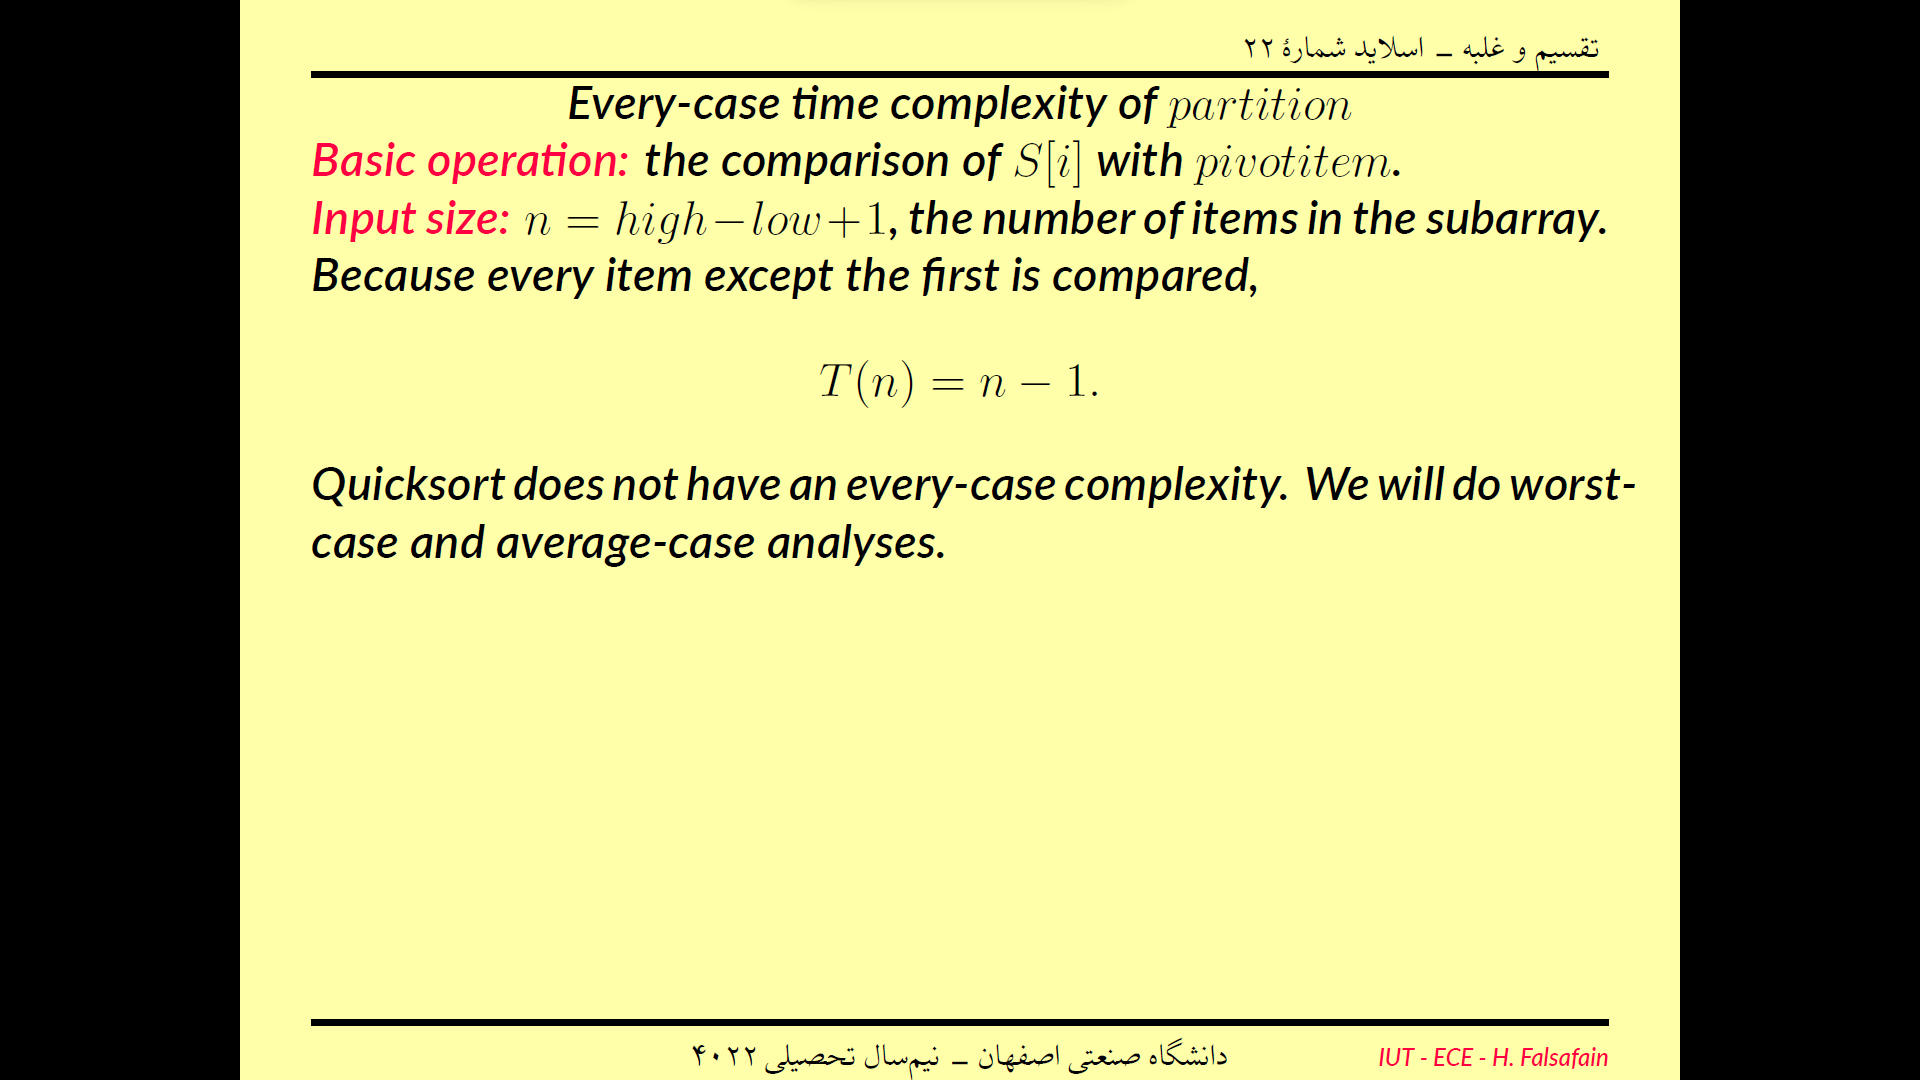 تقسیم و غلبه – اسلاید شمارهٔ ۲۲
Every-case time complexity of partition
Basic operation: the comparison of S[i] with pivotitem.
Input size: n = high−low+1, the number of items in the subarray.
Because every item except the first is compared,
T(n) = n − 1.
Quicksort does not have an every-case complexity. We will do worst-
case and average-case analyses.
دانشگاه صنعتی اصفهان – نیم‌سال تحصیلی ۴۰۲۲
IUT - ECE - H. Falsafain